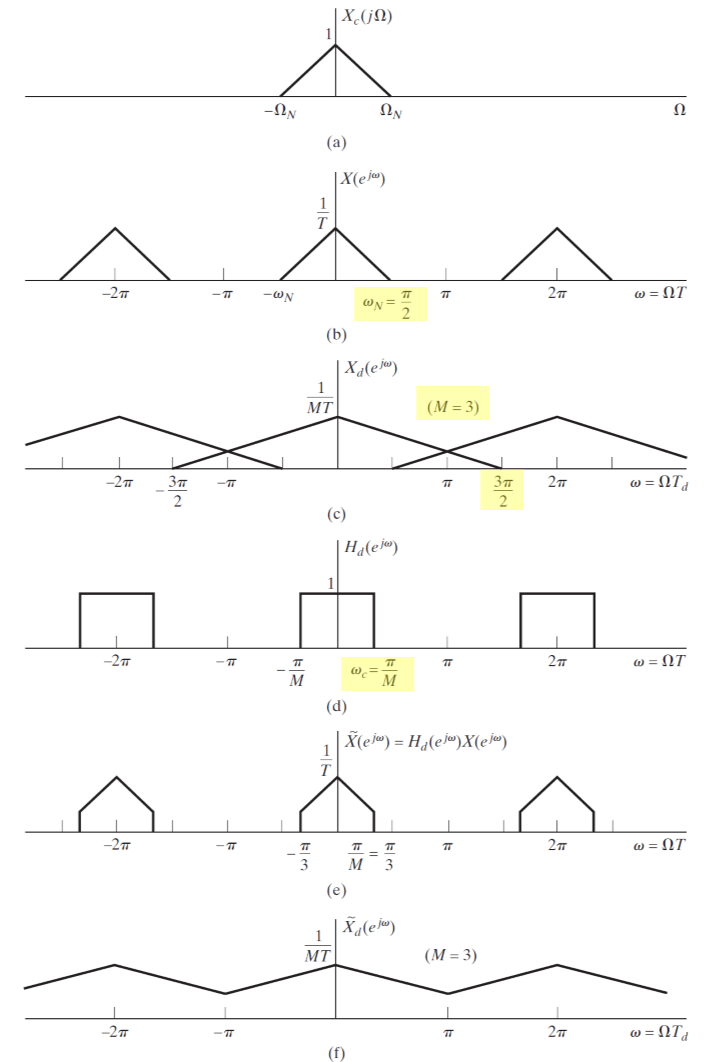 X_c(jΩ)
1
−Ω_N Ω_N Ω
(a)
X(e^{jω})
1/T
−2π −π −ω_N ω_N = π/2 π 2π ω = ΩT
(b)
X_d(e^{jω})
1/MT (M = 3)
−2π −3π/2 −π π 3π/2 2π ω = ΩT_d
(c)
H_d(e^{jω})
1
−2π −π −π/M ω_c = π/M π 2π ω = ΩT
(d)
X̃(e^{jω}) = H_d(e^{jω})X(e^{jω})
1/T
−2π −π −π/3 π/M = π/3 π 2π ω = ΩT
(e)
X̃_d(e^{jω})
1/MT (M = 3)
−2π −π π 2π ω = ΩT_d
(f)